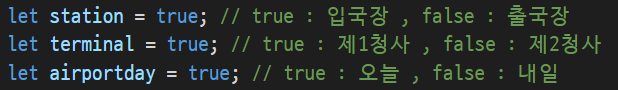 let station = true; // true : 입국장 , false : 출국장
let terminal = true; // true : 제1청사 , false : 제2청사
let airportday = true; // true : 오늘 , false : 내일